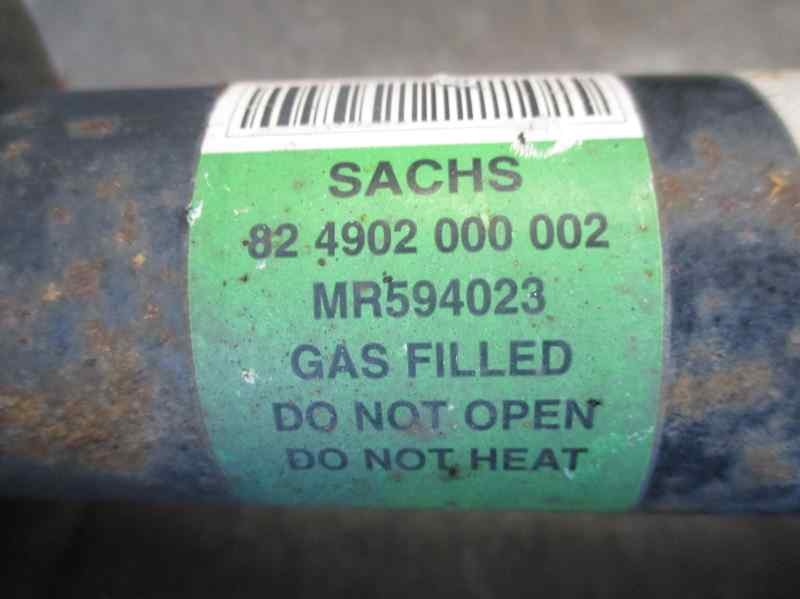 SACHS
82 4902 000 002
MR594023
GAS FILLED
DO NOT OPEN
DO NOT HEAT